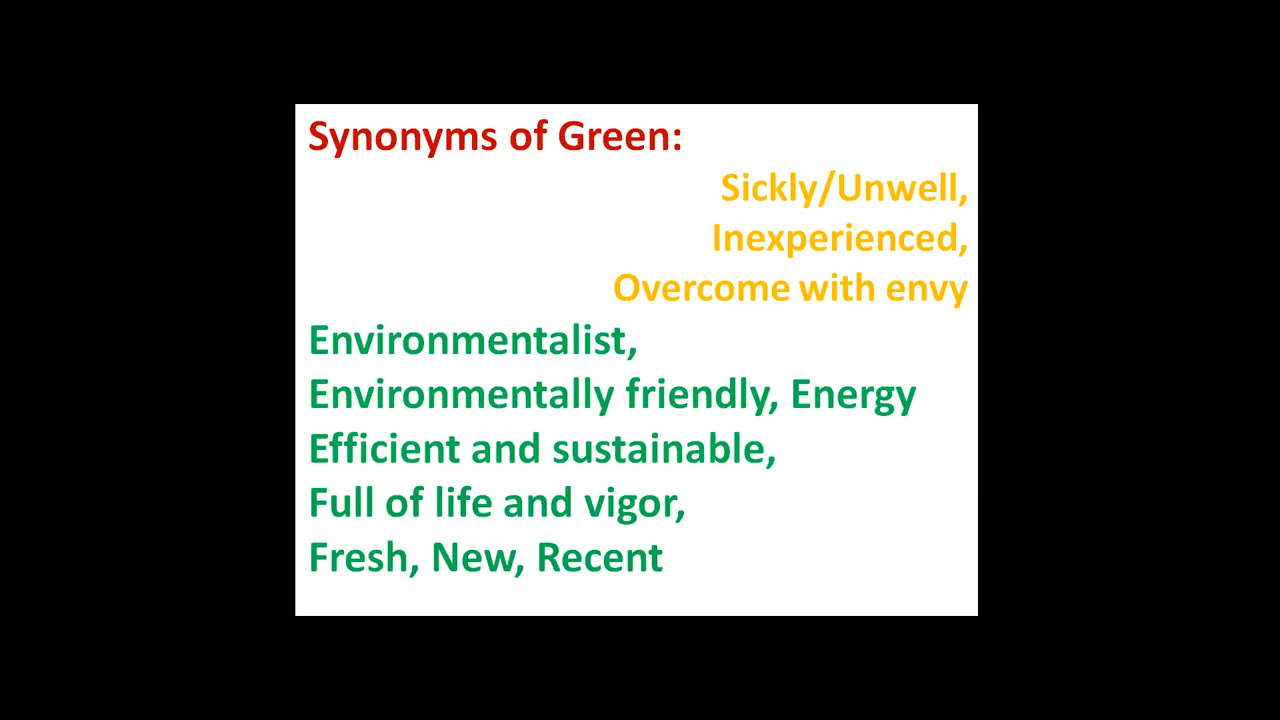 Synonyms of Green:
Sickly/Unwell,
Inexperienced,
Overcome with envy
Environmentalist,
Environmentally friendly, Energy
Efficient and sustainable,
Full of life and vigor,
Fresh, New, Recent